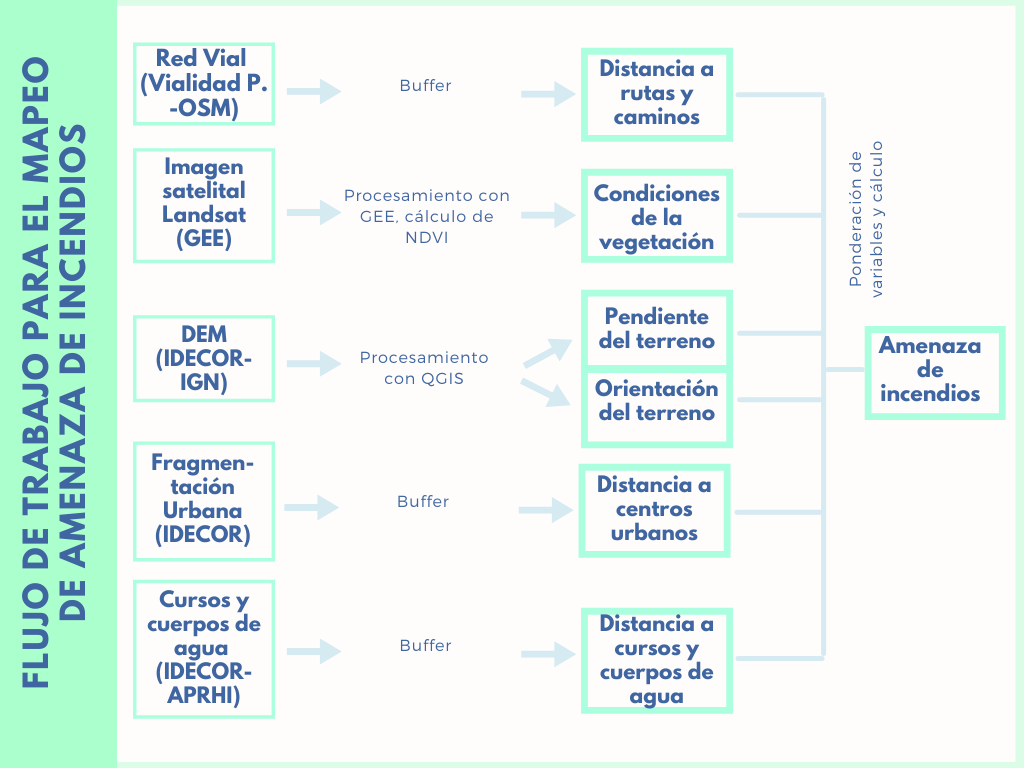 FLUJO DE TRABAJO PARA EL MAPEO
DE AMENAZA DE INCENDIOS
Red Vial
(Vialidad P.
-OSM)
Buffer
Distancia a
rutas y
caminos
Imagen
satelital
Landsat
(GEE)
Procesamiento con
GEE, cálculo de
NDVI
Condiciones
de la
vegetación
DEM
(IDECOR-
IGN)
Procesamiento
con QGIS
Pendiente
del terreno
Orientación
del terreno
Fragmen-
tación
Urbana
(IDECOR)
Buffer
Distancia a
centros
urbanos
Cursos y
cuerpos de
agua
(IDECOR-
APRHI)
Buffer
Distancia a
cursos y
cuerpos de
agua
Ponderación de
variables y cálculo
Amenaza
de
incendios